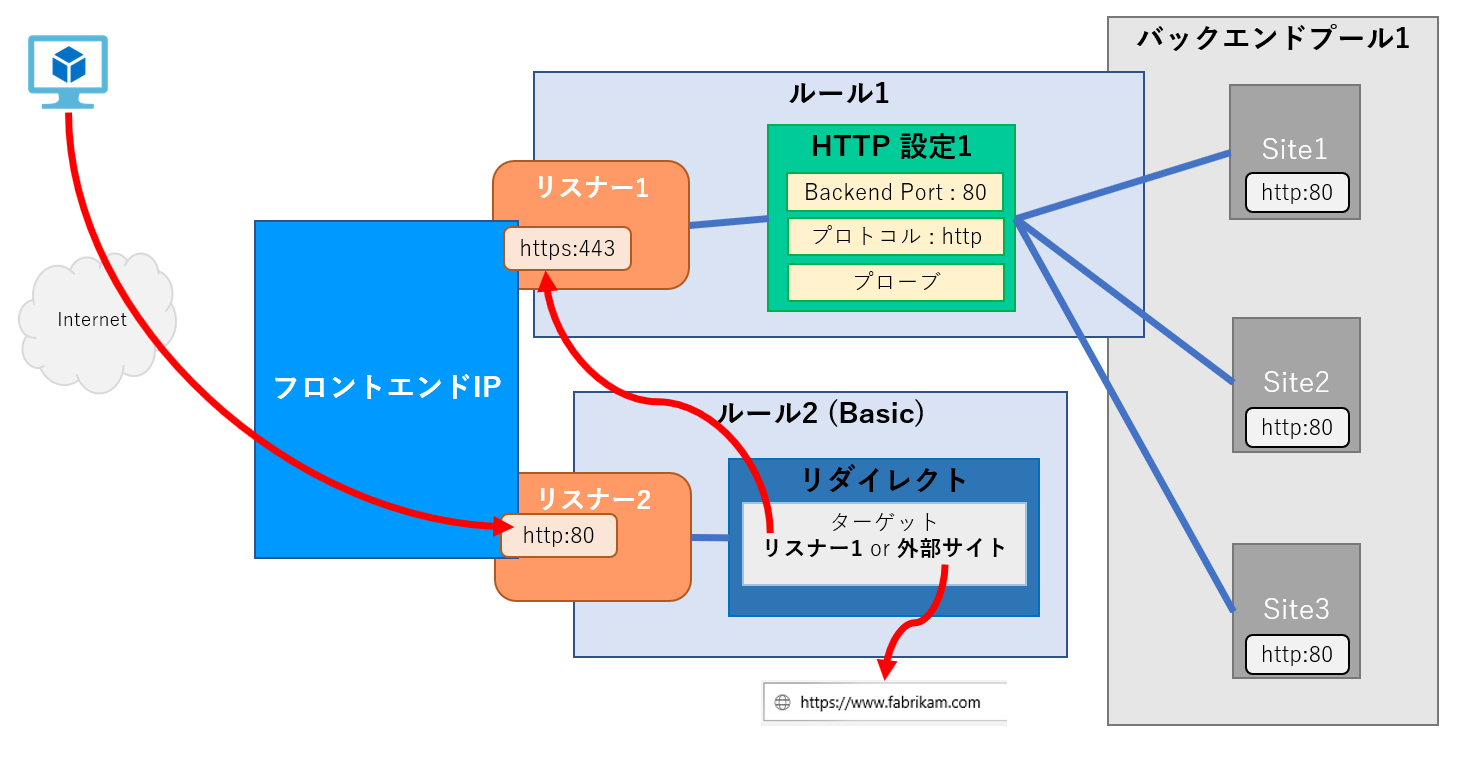 バックエンドプール1
ルール1
HTTP 設定1
リスナー1
Backend Port : 80
プロトコル : http
プローブ
https:443
Site1
http:80
Internet
フロントエンドIP
Site2
http:80
ルール2 (Basic)
リダイレクト
リスナー2
http:80
ターゲット
リスナー1 or 外部サイト
Site3
http:80
https://www.fabrikam.com